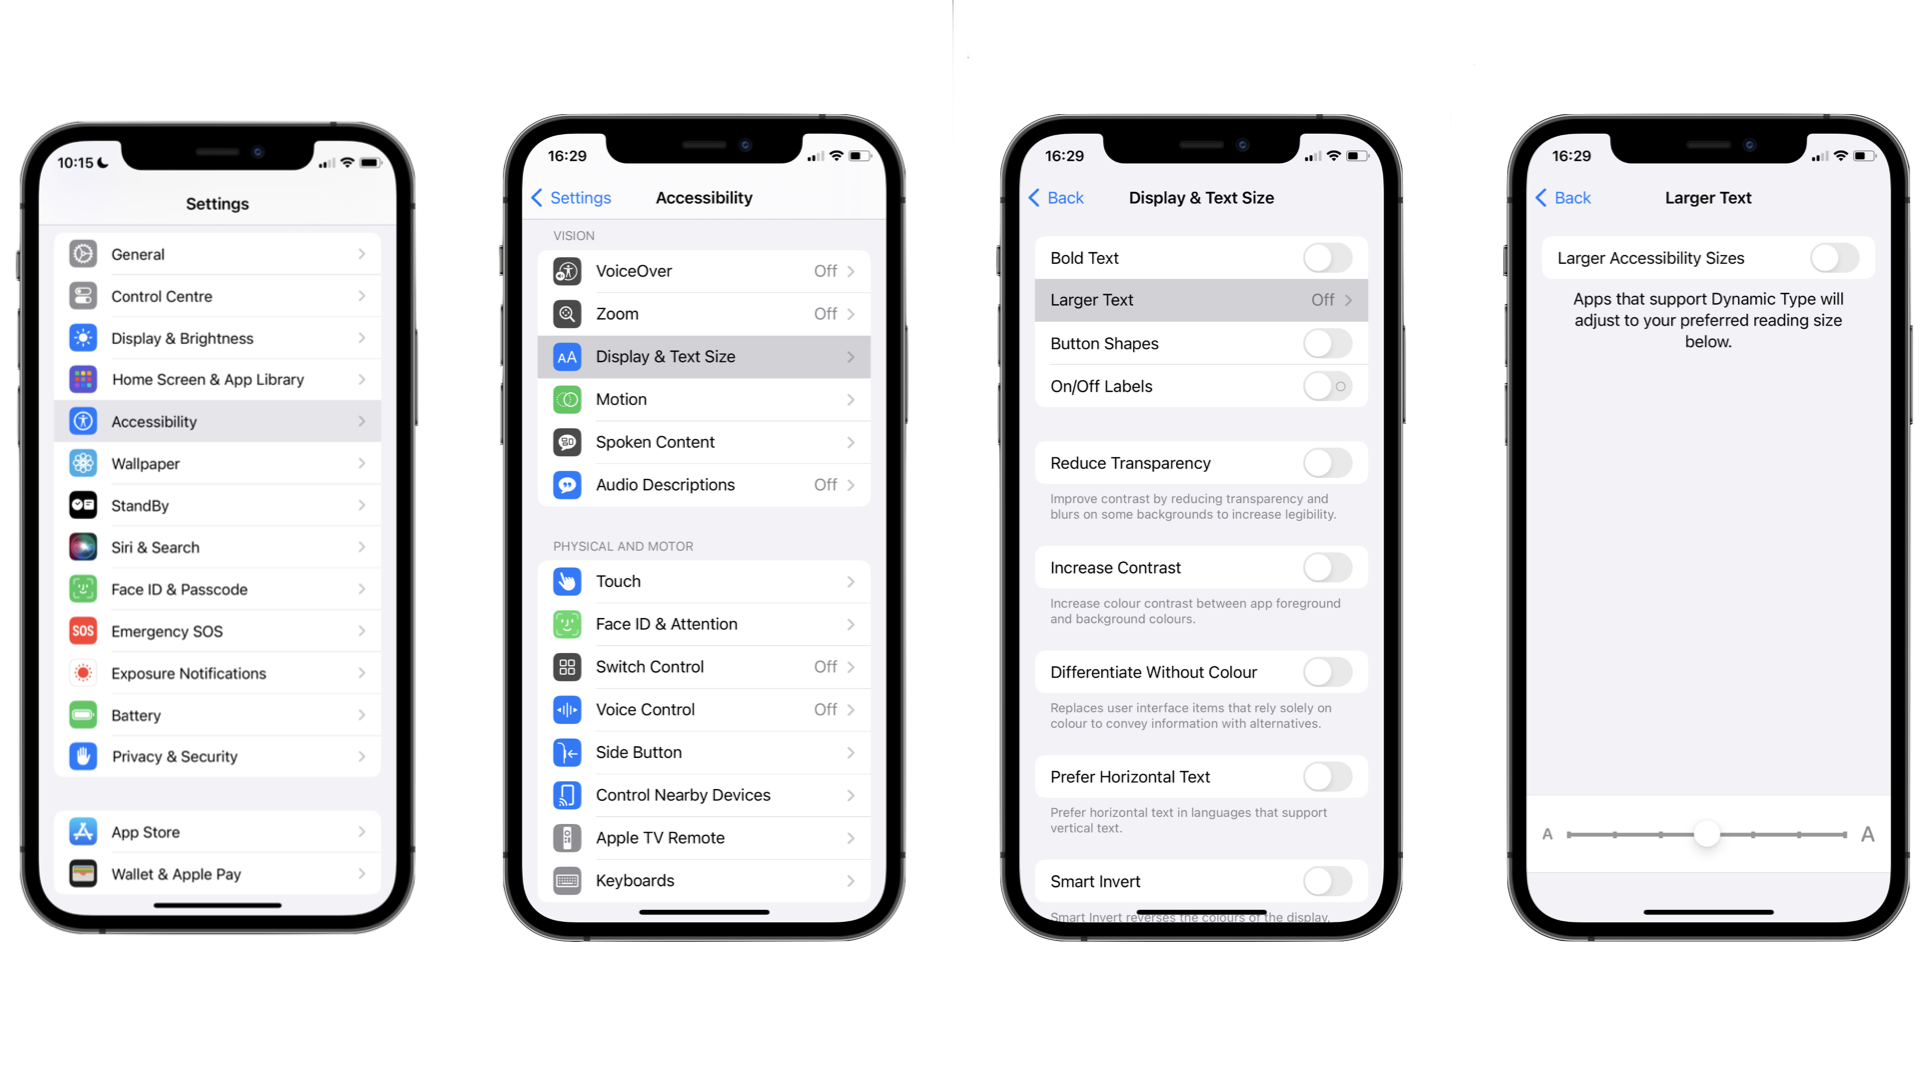 10:15
Settings
General
Control Centre
Display & Brightness
Home Screen & App Library
Accessibility
Wallpaper
StandBy
Siri & Search
Face ID & Passcode
SOS
Emergency SOS
Exposure Notifications
Battery
Privacy & Security
App Store
Wallet & Apple Pay
16:29
Settings
Accessibility
VISION
VoiceOver Off
Zoom Off
AA
Display & Text Size
Motion
Spoken Content
Audio Descriptions Off
PHYSICAL AND MOTOR
Touch
Face ID & Attention
Switch Control Off
Voice Control Off
Side Button
Control Nearby Devices
Apple TV Remote
Keyboards
16:29
Back
Display & Text Size
Bold Text
Larger Text Off
Button Shapes
On/Off Labels
Reduce Transparency
Improve contrast by reducing transparency and
blurs on some backgrounds to increase legibility.
Increase Contrast
Increase colour contrast between app foreground
and background colours.
Differentiate Without Colour
Replaces user interface items that rely solely on
colour to convey information with alternatives.
Prefer Horizontal Text
Prefer horizontal text in languages that support
vertical text.
Smart Invert
Smart Invert reverses the colours of the display,
16:29
Back
Larger Text
Larger Accessibility Sizes
Apps that support Dynamic Type will
adjust to your preferred reading size
below.
A A